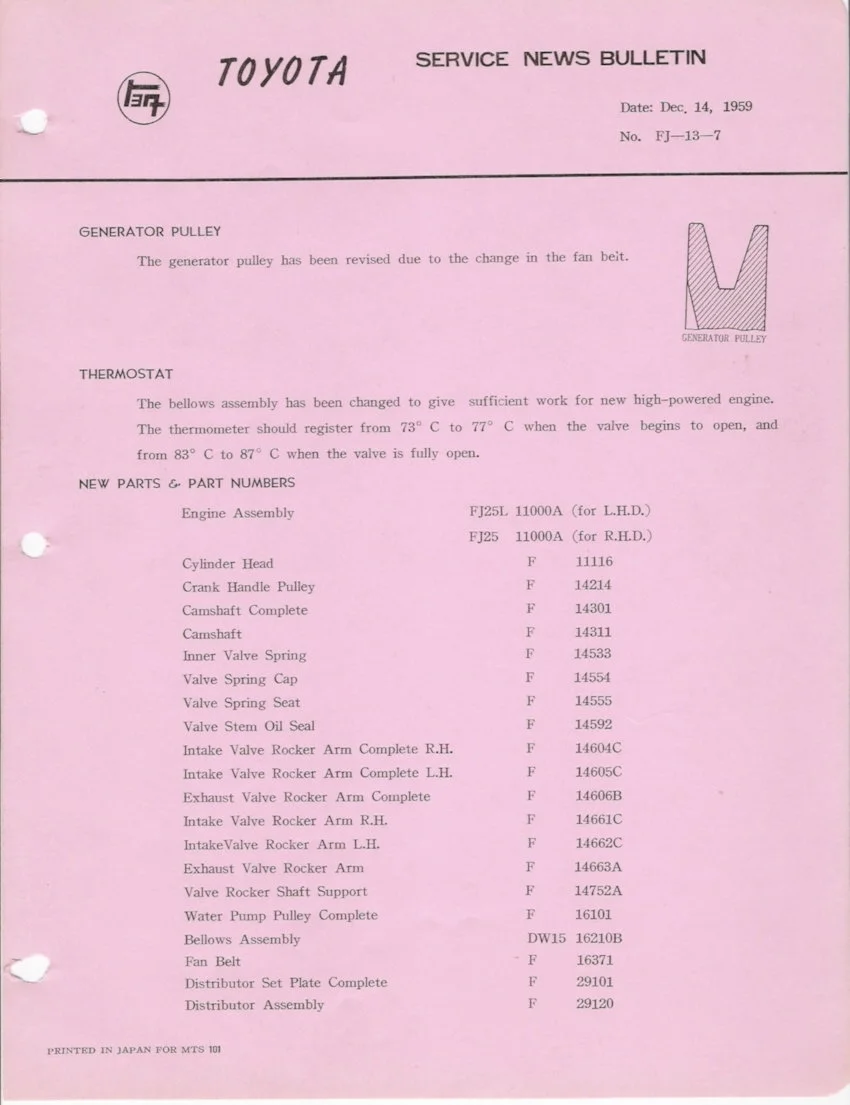 トヨタ
TOYOTA
SERVICE NEWS BULLETIN
Date: Dec. 14, 1959
No. FJ—13—7
GENERATOR PULLEY
The generator pulley has been revised due to the change in the fan belt.
GENERATOR PULLEY
THERMOSTAT
The bellows assembly has been changed to give sufficient work for new high-powered engine.
The thermometer should register from 73° C to 77° C when the valve begins to open, and
from 83° C to 87° C when the valve is fully open.
NEW PARTS & PART NUMBERS
Engine Assembly FJ25L 11000A (for L.H.D.)
FJ25 11000A (for R.H.D.)
Cylinder Head F 11116
Crank Handle Pulley F 14214
Camshaft Complete F 14301
Camshaft F 14311
Inner Valve Spring F 14533
Valve Spring Cap F 14554
Valve Spring Seat F 14555
Valve Stem Oil Seal F 14592
Intake Valve Rocker Arm Complete R.H. F 14604C
Intake Valve Rocker Arm Complete L.H. F 14605C
Exhaust Valve Rocker Arm Complete F 14606B
Intake Valve Rocker Arm R.H. F 14661C
IntakeValve Rocker Arm L.H. F 14662C
Exhaust Valve Rocker Arm F 14663A
Valve Rocker Shaft Support F 14752A
Water Pump Pulley Complete F 16101
Bellows Assembly DW15 16210B
Fan Belt F 16371
Distributor Set Plate Complete F 29101
Distributor Assembly F 29120
PRINTED IN JAPAN FOR MTS 101